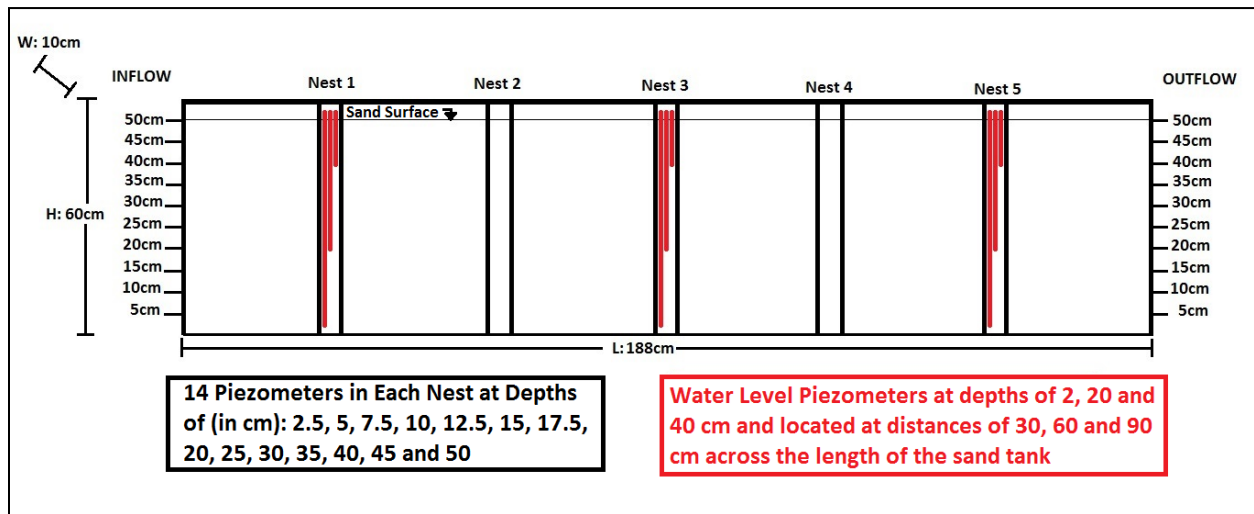 W: 10cm
INFLOW
Nest 1
Nest 2
Nest 3
Nest 4
Nest 5
OUTFLOW
Sand Surface
50cm
45cm
40cm
35cm
30cm
25cm
20cm
15cm
10cm
5cm
H: 60cm
50cm
45cm
40cm
35cm
30cm
25cm
20cm
15cm
10cm
5cm
L:188cm
14 Piezometers in Each Nest at Depths
of (in cm): 2.5, 5, 7.5, 10, 12.5, 15, 17.5,
20, 25, 30, 35, 40, 45 and 50
Water Level Piezometers at depths of 2, 20 and
40 cm and located at distances of 30, 60 and 90
cm across the length of the sand tank